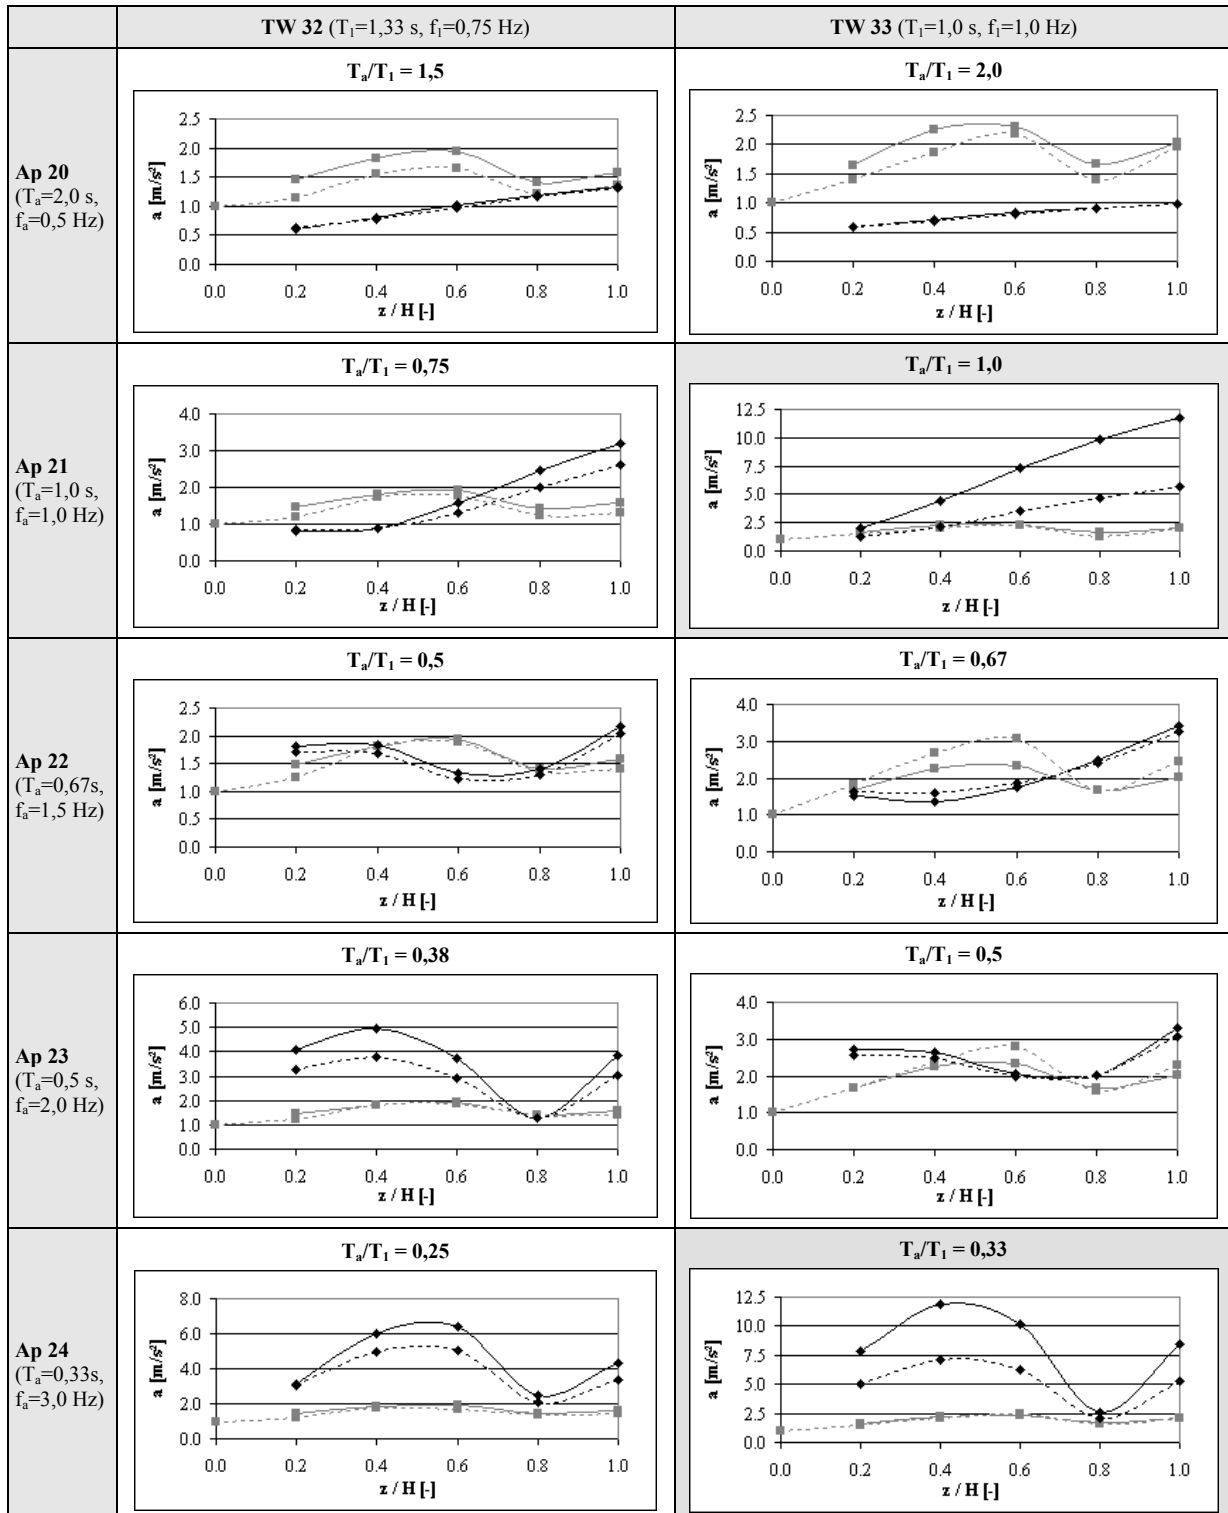 TW 32 (T₁=1,33 s, f₁=0,75 Hz)
TW 33 (T₁=1,0 s, f₁=1,0 Hz)
Ap 20
(Tₐ=2,0 s,
fₐ=0,5 Hz)
Tₐ/T₁ = 1,5
2.5
2.0
1.5
1.0
0.5
0.0
a [m/s²]
0.0 0.2 0.4 0.6 0.8 1.0
z / H [-]
Tₐ/T₁ = 2,0
2.5
2.0
1.5
1.0
0.5
0.0
a [m/s²]
0.0 0.2 0.4 0.6 0.8 1.0
z / H [-]
Ap 21
(Tₐ=1,0 s,
fₐ=1,0 Hz)
Tₐ/T₁ = 0,75
4.0
3.0
2.0
1.0
0.0
a [m/s²]
0.0 0.2 0.4 0.6 0.8 1.0
z / H [-]
Tₐ/T₁ = 1,0
12.5
10.0
7.5
5.0
2.5
0.0
a [m/s²]
0.0 0.2 0.4 0.6 0.8 1.0
z / H [-]
Ap 22
(Tₐ=0,67s,
fₐ=1,5 Hz)
Tₐ/T₁ = 0,5
2.5
2.0
1.5
1.0
0.5
0.0
a [m/s²]
0.0 0.2 0.4 0.6 0.8 1.0
z / H [-]
Tₐ/T₁ = 0,67
4.0
3.0
2.0
1.0
0.0
a [m/s²]
0.0 0.2 0.4 0.6 0.8 1.0
z / H [-]
Ap 23
(Tₐ=0,5 s,
fₐ=2,0 Hz)
Tₐ/T₁ = 0,38
6.0
5.0
4.0
3.0
2.0
1.0
0.0
a [m/s²]
0.0 0.2 0.4 0.6 0.8 1.0
z / H [-]
Tₐ/T₁ = 0,5
4.0
3.0
2.0
1.0
0.0
a [m/s²]
0.0 0.2 0.4 0.6 0.8 1.0
z / H [-]
Ap 24
(Tₐ=0,33s,
fₐ=3,0 Hz)
Tₐ/T₁ = 0,25
8.0
6.0
4.0
2.0
0.0
a [m/s²]
0.0 0.2 0.4 0.6 0.8 1.0
z / H [-]
Tₐ/T₁ = 0,33
12.5
10.0
7.5
5.0
2.5
0.0
a [m/s²]
0.0 0.2 0.4 0.6 0.8 1.0
z / H [-]